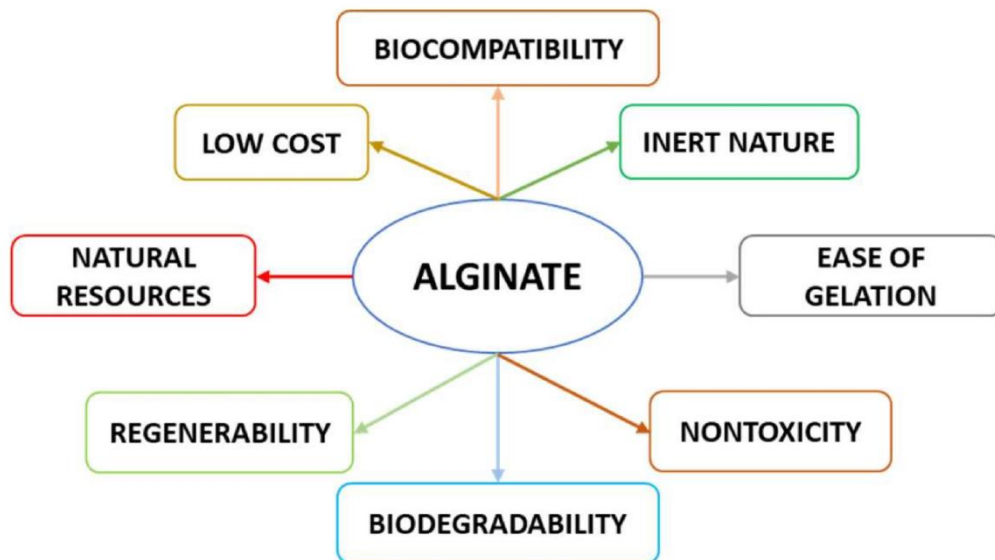 BIOCOMPATIBILITY
LOW COST
INERT NATURE
NATURAL
RESOURCES
ALGINATE
EASE OF
GELATION
REGENERABILITY
NONTOXICITY
BIODEGRADABILITY